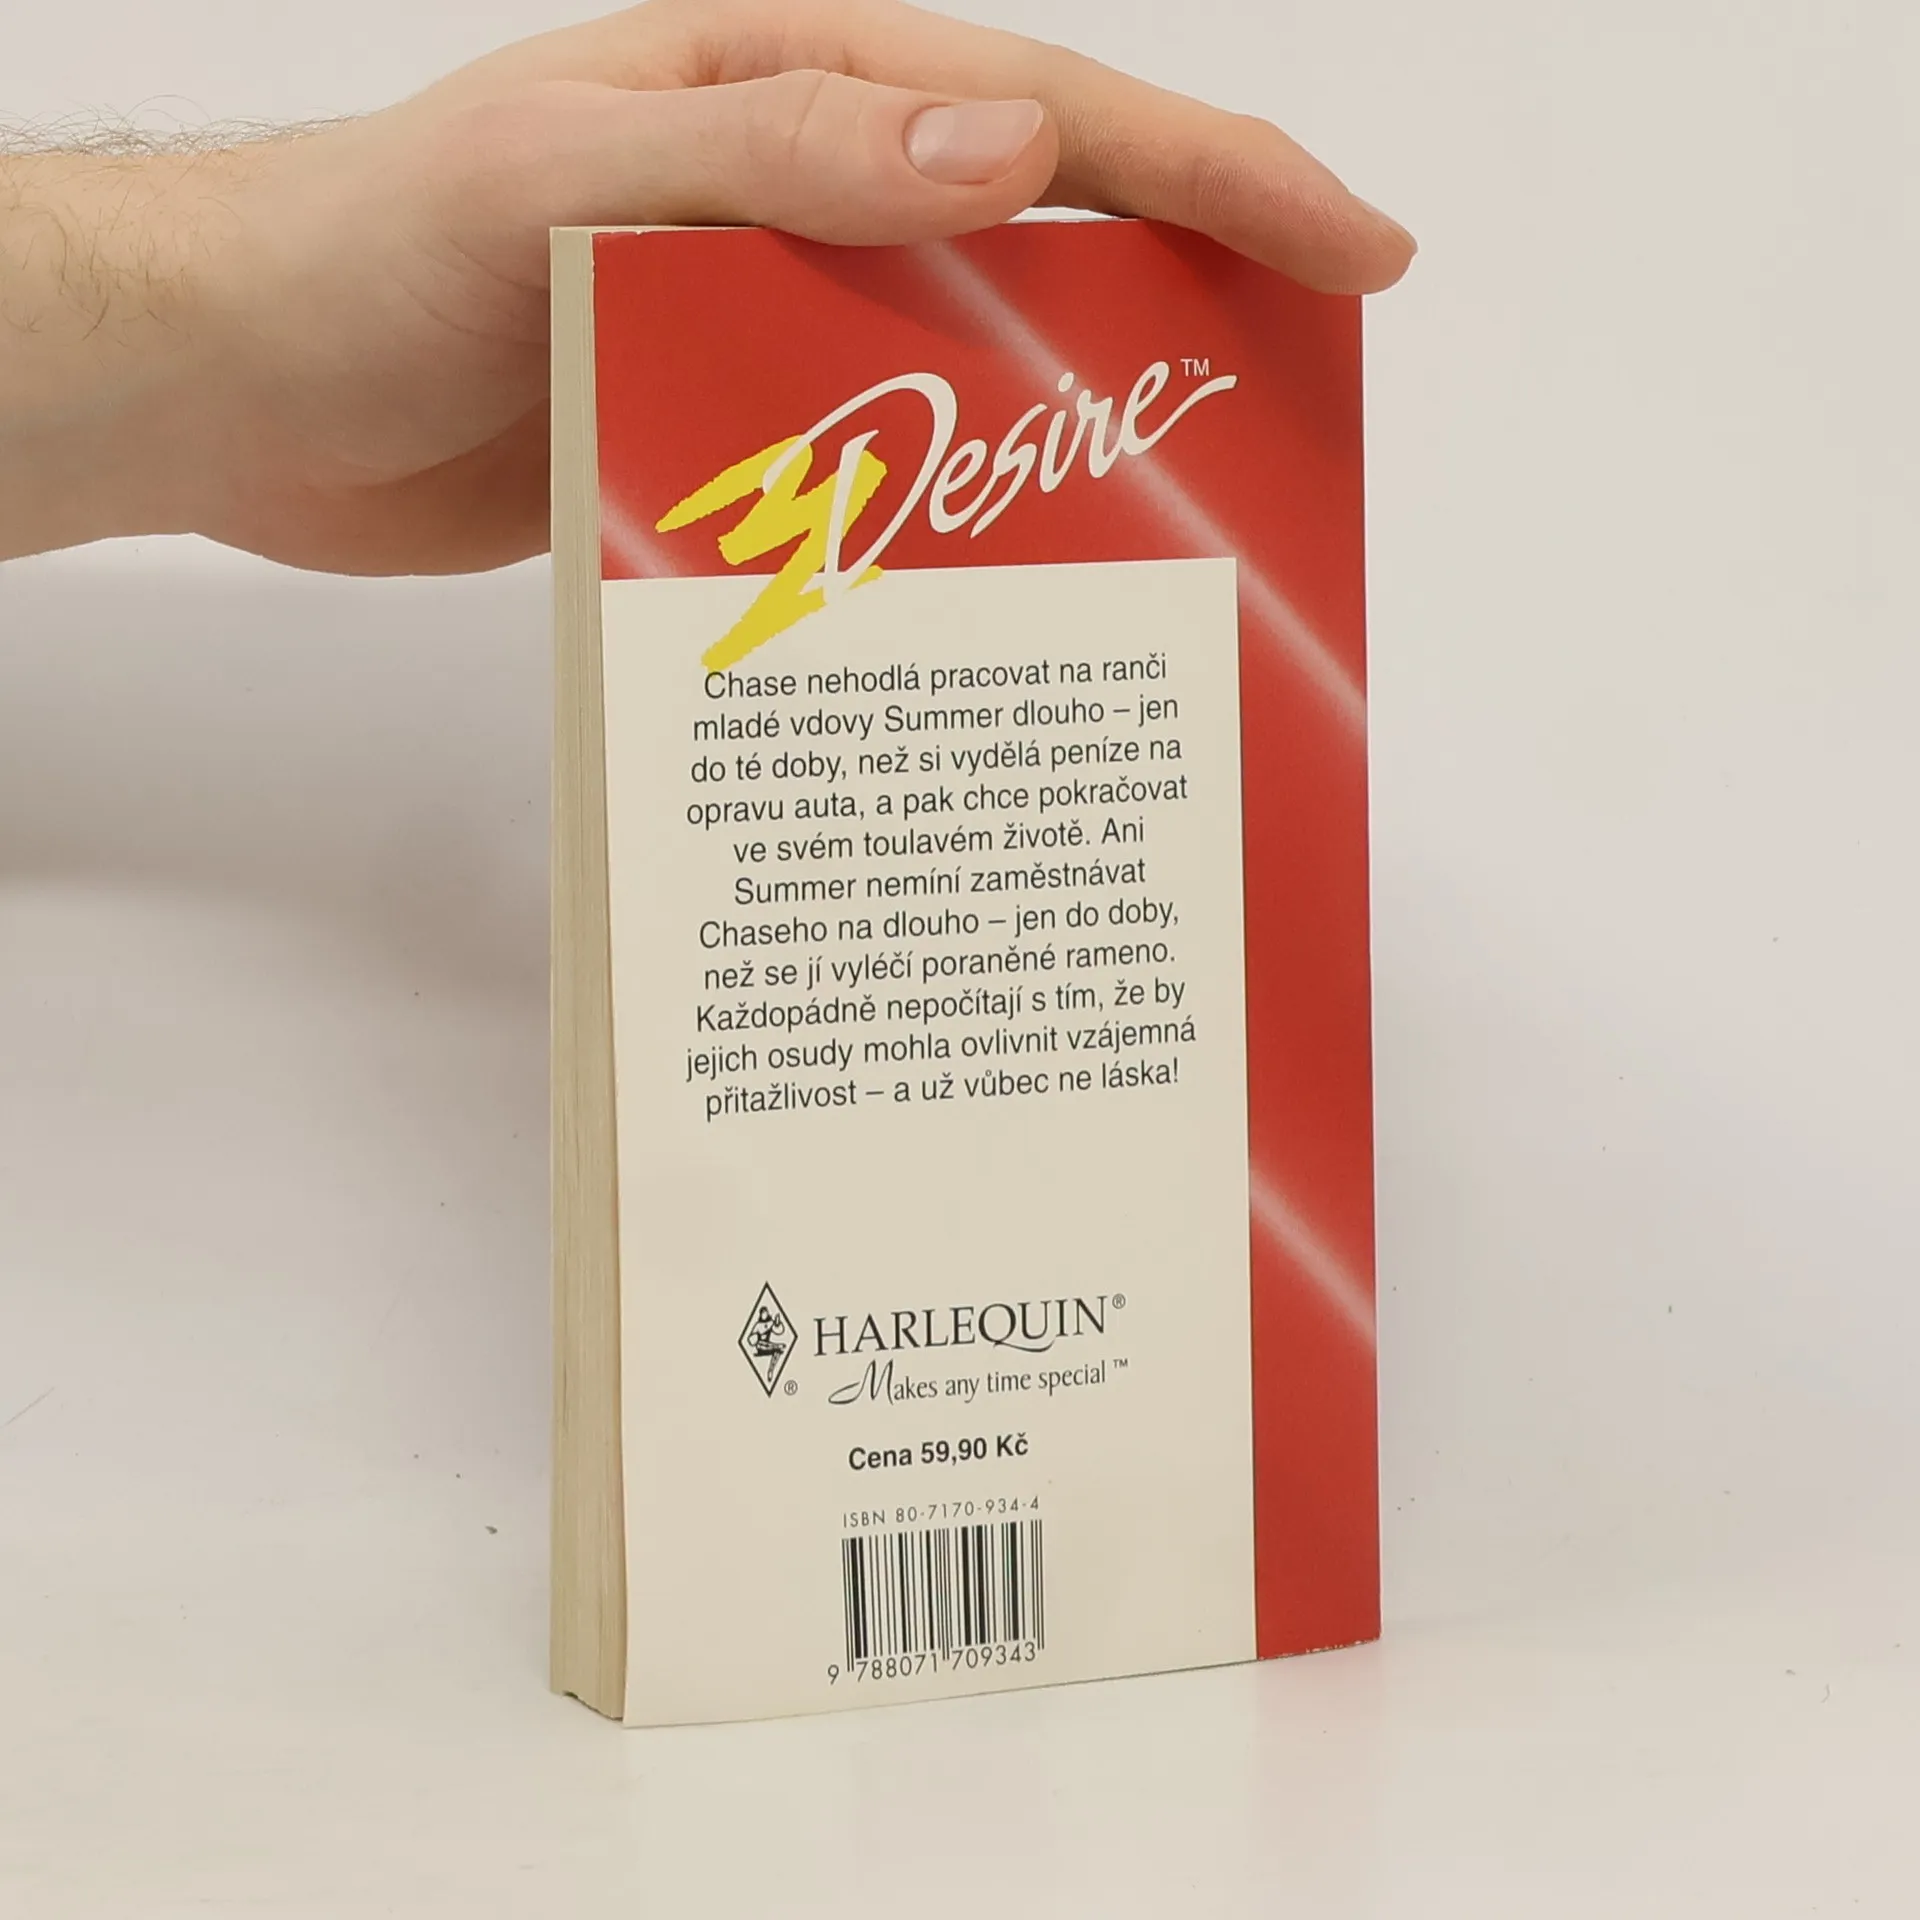 Desire™
Chase nehodlá pracovat na ranči
mladé vdovy Summer dlouho – jen
do té doby, než si vydělá peníze na
opravu auta, a pak chce pokračovat
ve svém toulavém životě. Ani
Summer nemíní zaměstnávat
Chaseho na dlouho – jen do doby,
než se jí vyléčí poraněné rameno.
Každopádně nepočítají s tím, že by
jejich osudy mohla ovlivnit vzájemná
přitažlivost – a už vůbec ne láska!
HARLEQUIN®
® Makes any time special™
Cena 59,90 Kč
ISBN 80-7170-934-4
9 788071 709343